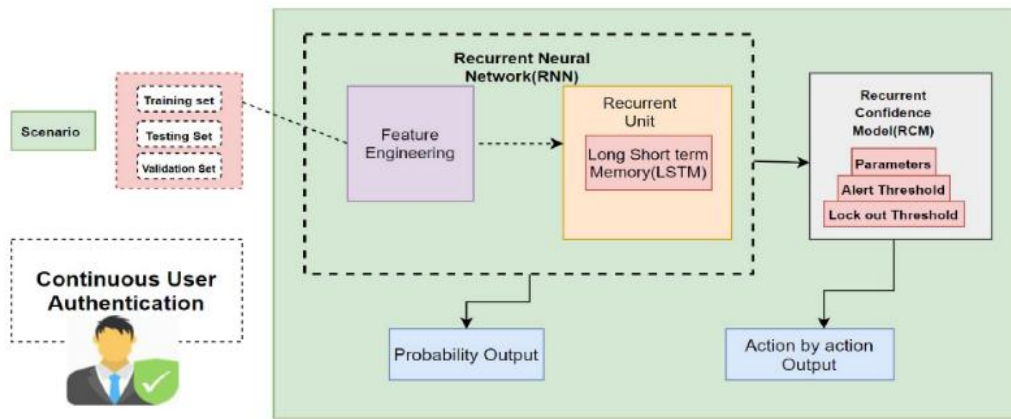 Scenario
Training set
Testing Set
Validation Set
Continuous User
Authentication
Recurrent Neural
Network(RNN)
Feature
Engineering
Recurrent
Unit
Long Short term
Memory(LSTM)
Recurrent
Confidence
Model(RCM)
Parameters
Alert Threshold
Lock out Threshold
Probability Output
Action by action
Output